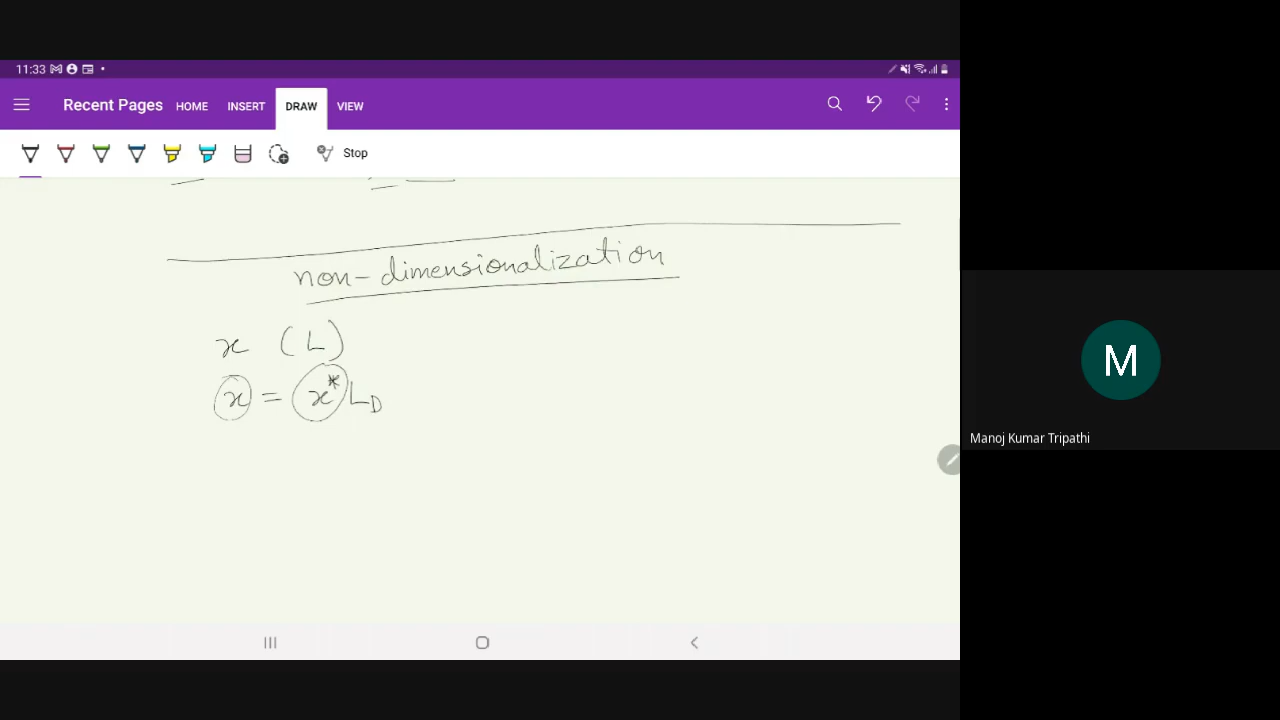 11:33
Recent Pages HOME INSERT DRAW VIEW
Stop
non-dimensionalization
x (L)
x = x* L_D
M
Manoj Kumar Tripathi